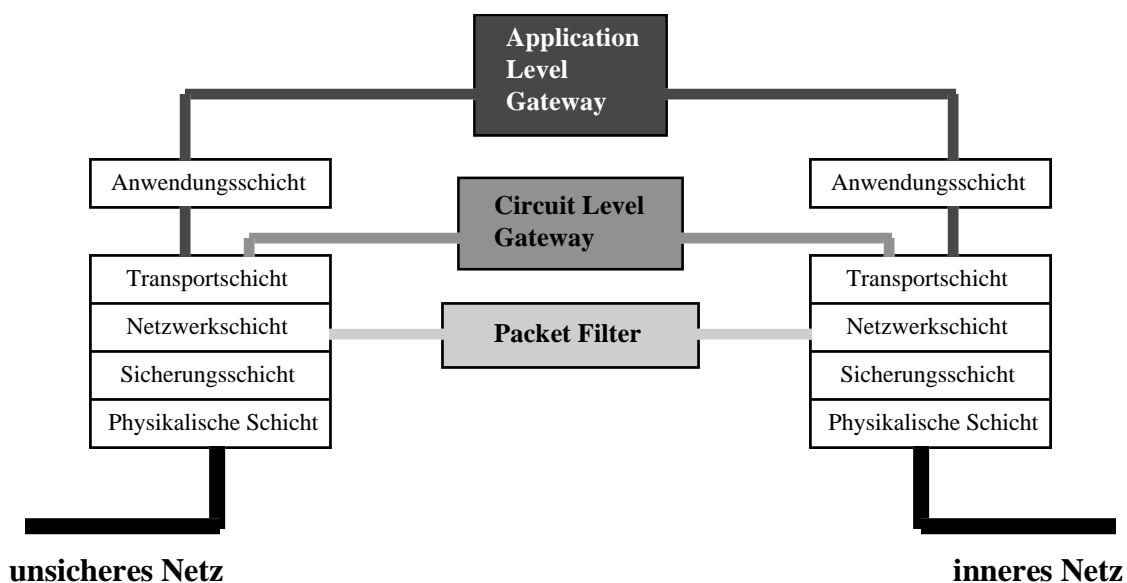 Application
Level
Gateway
Anwendungsschicht
Anwendungsschicht
Circuit Level
Gateway
Transportschicht
Transportschicht
Netzwerkschicht
Packet Filter
Netzwerkschicht
Sicherungsschicht
Sicherungsschicht
Physikalische Schicht
Physikalische Schicht
unsicheres Netz
inneres Netz